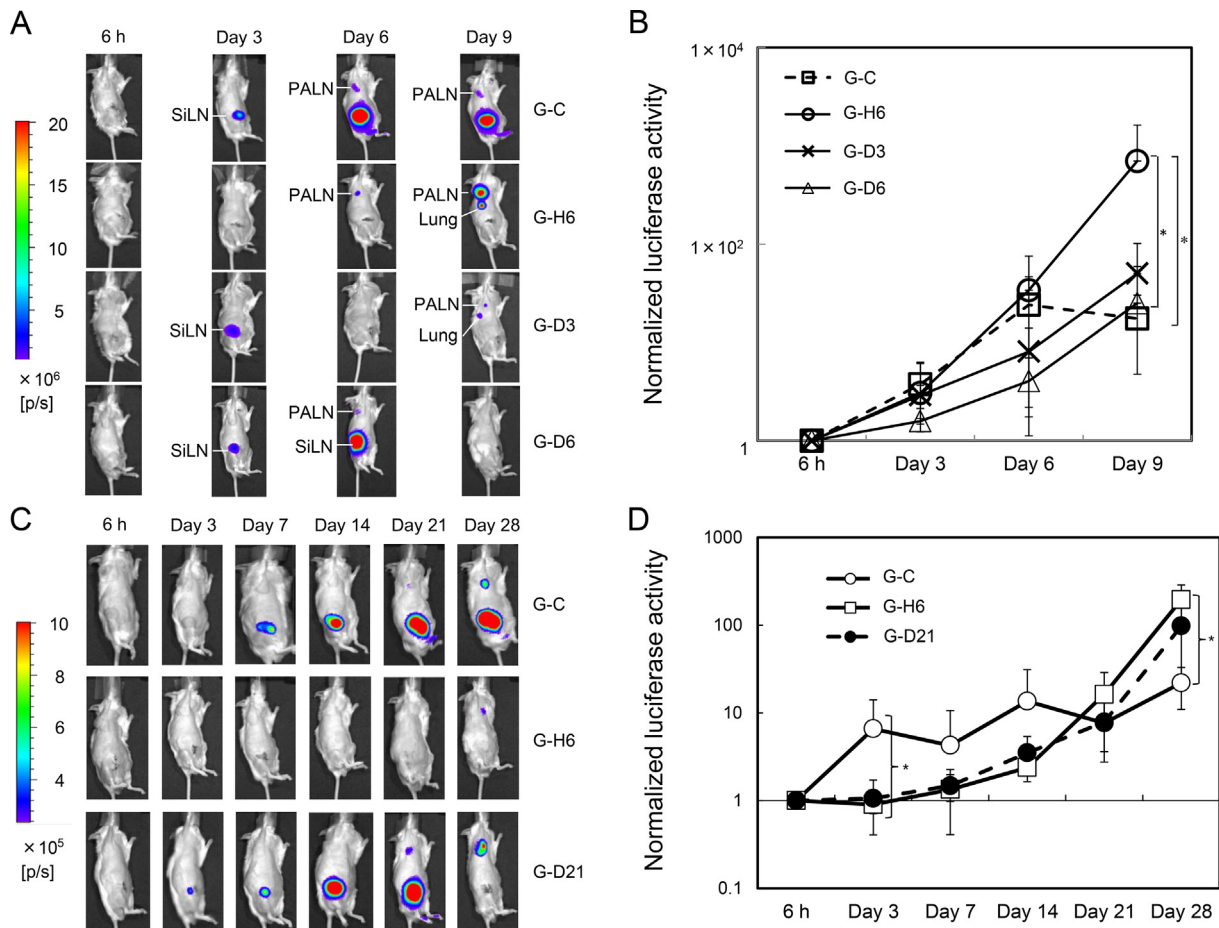 A
6 h
Day 3
Day 6
Day 9
20
15
10
5
× 10⁶
[p/s]
SiLN
PALN
PALN
G-C
PALN
PALN
Lung
G-H6
SiLN
PALN
Lung
G-D3
SiLN
PALN
SiLN
G-D6
B
Normalized luciferase activity
1 × 10⁴
1 × 10²
1
G-C
G-H6
G-D3
G-D6
*
*
6 h
Day 3
Day 6
Day 9
C
6 h
Day 3
Day 7
Day 14
Day 21
Day 28
10
8
6
4
× 10⁵
[p/s]
G-C
G-H6
G-D21
D
Normalized luciferase activity
1000
100
10
1
0.1
G-C
G-H6
G-D21
*
*
6 h
Day 3
Day 7
Day 14
Day 21
Day 28